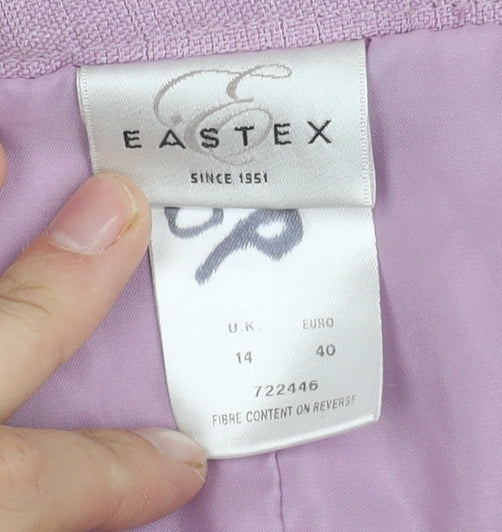 E
EASTEX
SINCE 1951
U.K. EURO
14 40
722446
FIBRE CONTENT ON REVERSE